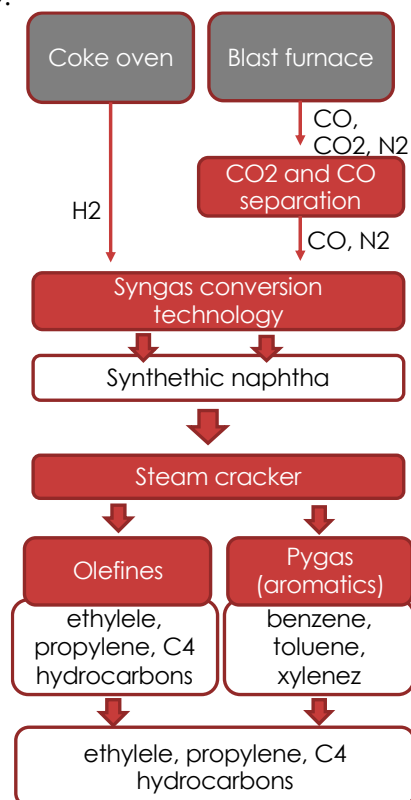 Coke oven
Blast furnace
CO,
CO2, N2
CO2 and CO
separation
H2
CO, N2
Syngas conversion
technology
Synthethic naphtha
Steam cracker
Olefines
Pygas
(aromatics)
ethylele,
propylene, C4
hydrocarbons
benzene,
toluene,
xylenez
ethylele, propylene, C4
hydrocarbons